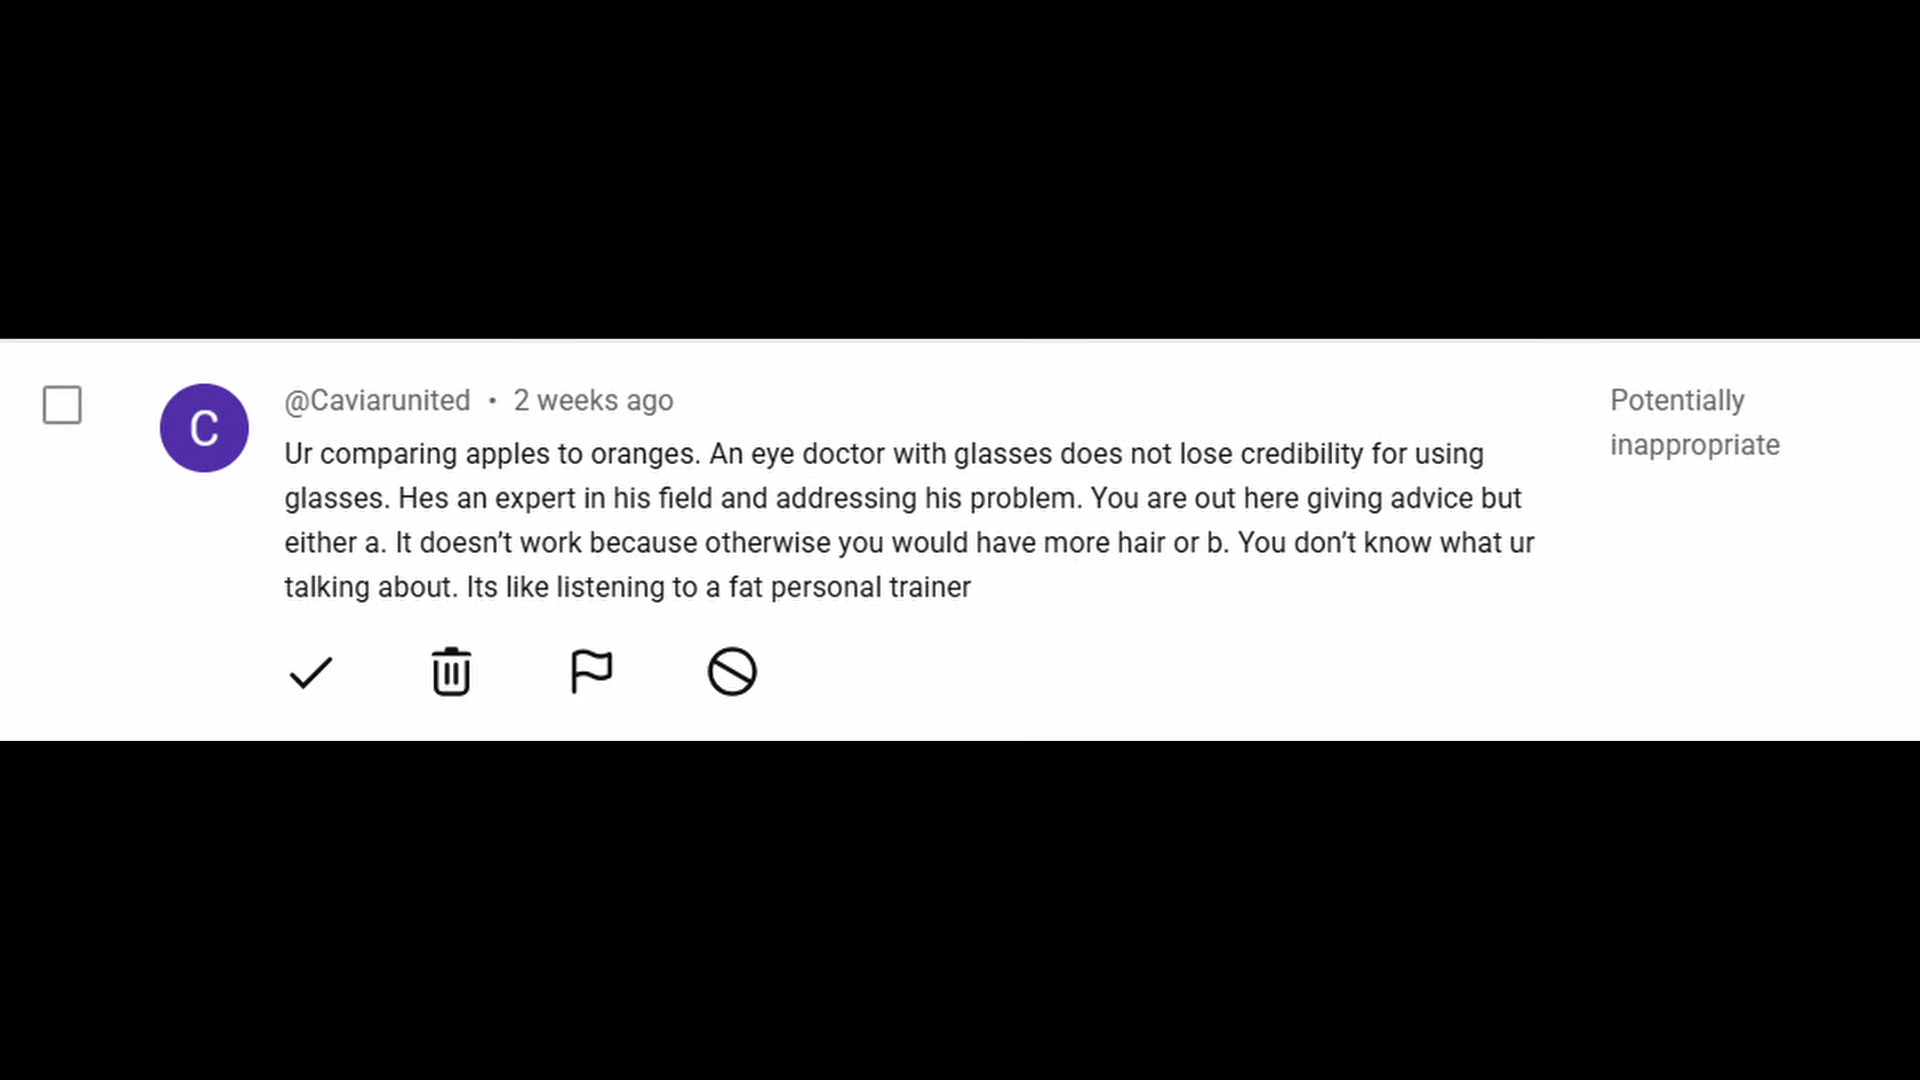 C
@Caviarunited • 2 weeks ago
Potentially
inappropriate
Ur comparing apples to oranges. An eye doctor with glasses does not lose credibility for using
glasses. Hes an expert in his field and addressing his problem. You are out here giving advice but
either a. It doesn’t work because otherwise you would have more hair or b. You don’t know what ur
talking about. Its like listening to a fat personal trainer